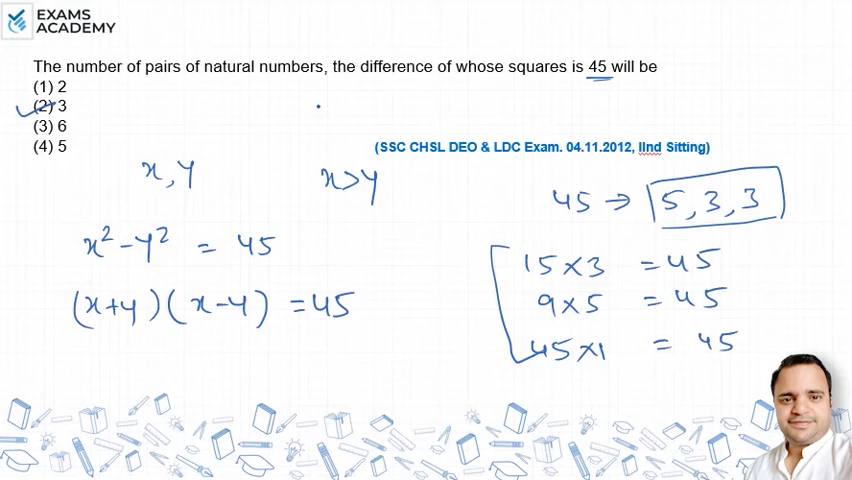 EXAMS
ACADEMY
The number of pairs of natural numbers, the difference of whose squares is 45 will be
(1) 2
(2) 3
(3) 6
(4) 5
(SSC CHSL DEO & LDC Exam. 04.11.2012, IInd Sitting)
x, y
x>y
45 → 5, 3, 3
x² - y² = 45
15 × 3 = 45
(x+y) (x-y) = 45
9 × 5 = 45
45 × 1 = 45